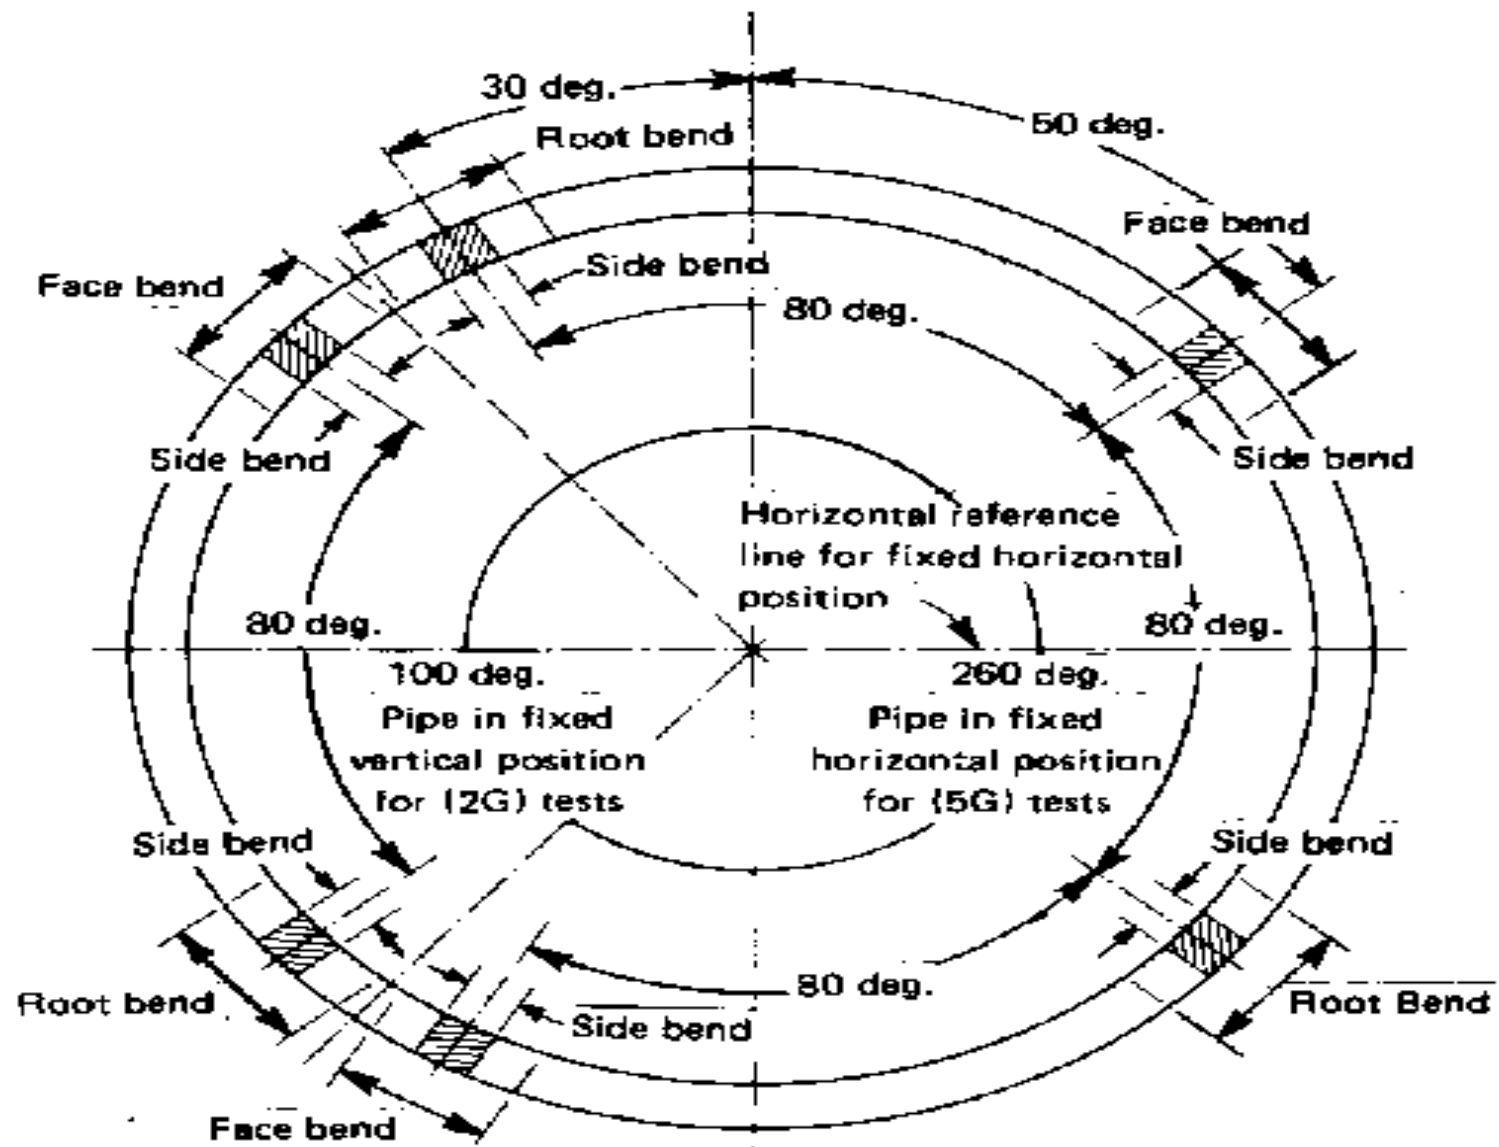 30 deg.
50 deg.
Root bend
Face bend
Side bend
Face bend
80 deg.
Side bend
Side bend
Horizontal reference
line for fixed horizontal
position
80 deg.
80 deg.
100 deg.
260 deg.
Pipe in fixed
vertical position
for (2G) tests
Pipe in fixed
horizontal position
for (5G) tests
Side bend
Side bend
80 deg.
Root bend
Root Bend
Side bend
Face bend